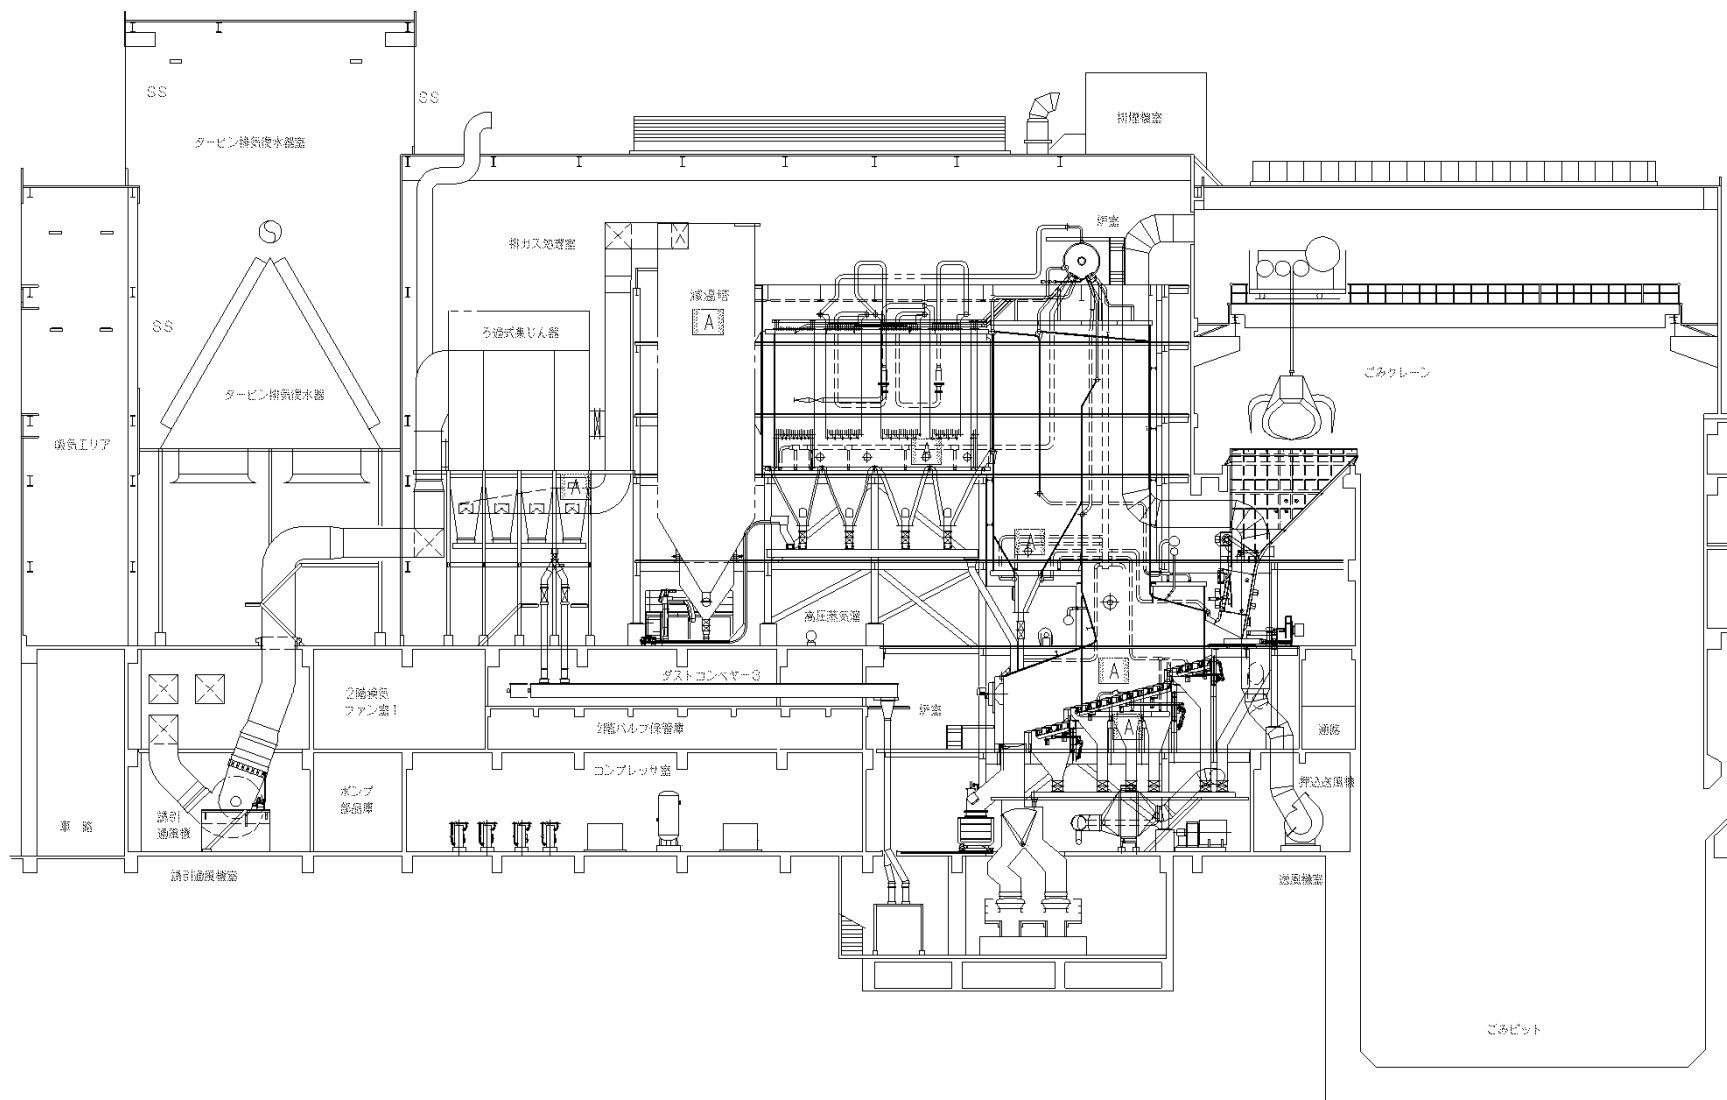 SS
SS
タービン排気復水器室
排煙機室
炉室
排ガス処理室
減温塔
A
SS
ろ過式集じん器
ごみクレーン
タービン排気復水器
吸気エリア
A
A
A
高圧蒸気溜
A
ダストコンベヤー3
2階換気
ファン室1
炉室
2階バルブ保管庫
A
通路
コンプレッサ室
押込送風機
ポンプ
部品庫
誘引
通風機
車路
誘引通風機室
送風機室
ごみピット